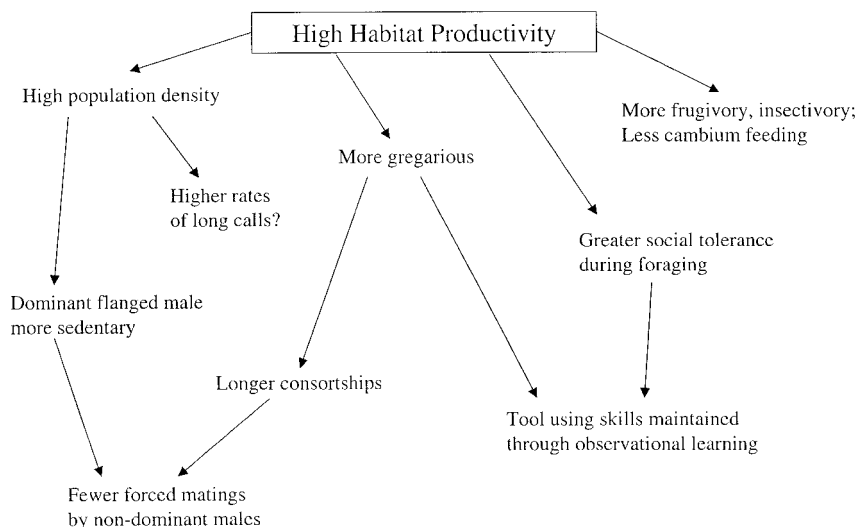 High Habitat Productivity
High population density
More frugivory, insectivory;
Less cambium feeding
More gregarious
Higher rates
of long calls?
Greater social tolerance
during foraging
Dominant flanged male
more sedentary
Longer consortships
Tool using skills maintained
through observational learning
Fewer forced matings
by non-dominant males